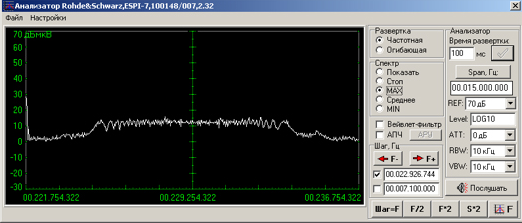 Анализатор Rohde&Schwarz,ESPI-7,100148/007,2.32
Файл Настройки
70 дБмкВ
60
50
40
30
20
10
0
-10
-20
-30
00.221.754.322 00.229.254.322 00.236.754.322
Развертка
Частотная
Огибающая
Спектр
Показать
Стоп
MAX
Среднее
MIN
Вейвлет-фильтр
АПЧ АРУ
Шаг, Гц
F- F+
00.022.926.744
00.007.100.000
Анализатор
Время развертки:
100 мс
Span, Гц:
00.015.000.000
REF: 70 дБ
Level: LOG10
ATT: 0 дБ
RBW: 10 кГц
VBW: 10 кГц
Послушать
Шаг=F F/2 F*2 S*2 F